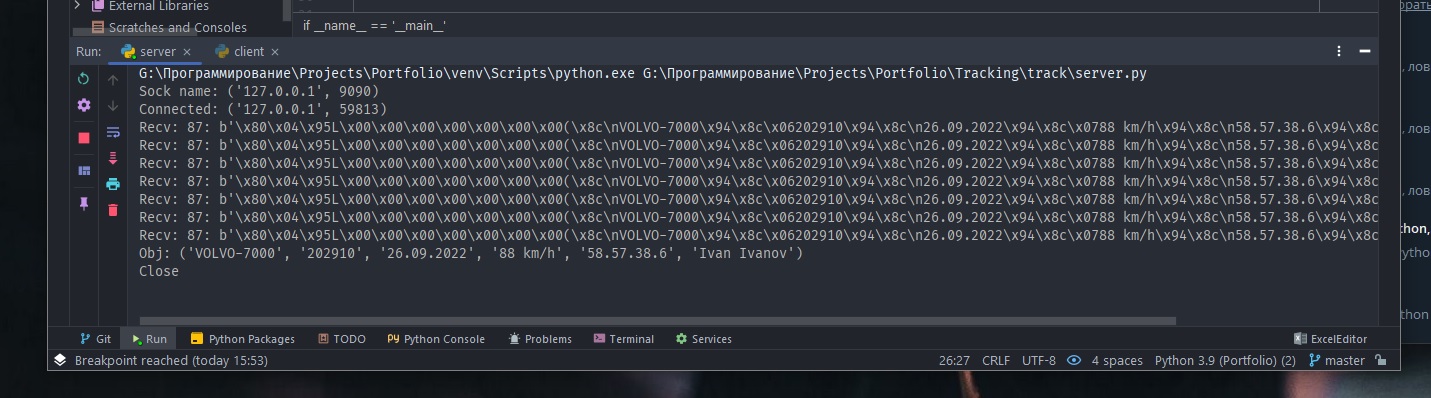 External Libraries
Scratches and Consoles
if __name__ == '__main__'
Run: server × client ×
G:\Программирование\Projects\Portfolio\venv\Scripts\python.exe G:\Программирование\Projects\Portfolio\Tracking\track\server.py
Sock name: ('127.0.0.1', 9090)
Connected: ('127.0.0.1', 59813)
Recv: 87: b'\x80\x04\x95L\x00\x00\x00\x00\x00\x00\x00(\x8c\nVOLVO-7000\x94\x8c\x06202910\x94\x8c\n26.09.2022\x94\x8c\x0788 km/h\x94\x8c\n58.57.38.6\x94\x8c
Recv: 87: b'\x80\x04\x95L\x00\x00\x00\x00\x00\x00\x00(\x8c\nVOLVO-7000\x94\x8c\x06202910\x94\x8c\n26.09.2022\x94\x8c\x0788 km/h\x94\x8c\n58.57.38.6\x94\x8c
Recv: 87: b'\x80\x04\x95L\x00\x00\x00\x00\x00\x00\x00(\x8c\nVOLVO-7000\x94\x8c\x06202910\x94\x8c\n26.09.2022\x94\x8c\x0788 km/h\x94\x8c\n58.57.38.6\x94\x8c
Recv: 87: b'\x80\x04\x95L\x00\x00\x00\x00\x00\x00\x00(\x8c\nVOLVO-7000\x94\x8c\x06202910\x94\x8c\n26.09.2022\x94\x8c\x0788 km/h\x94\x8c\n58.57.38.6\x94\x8c
Recv: 87: b'\x80\x04\x95L\x00\x00\x00\x00\x00\x00\x00(\x8c\nVOLVO-7000\x94\x8c\x06202910\x94\x8c\n26.09.2022\x94\x8c\x0788 km/h\x94\x8c\n58.57.38.6\x94\x8c
Recv: 87: b'\x80\x04\x95L\x00\x00\x00\x00\x00\x00\x00(\x8c\nVOLVO-7000\x94\x8c\x06202910\x94\x8c\n26.09.2022\x94\x8c\x0788 km/h\x94\x8c\n58.57.38.6\x94\x8c
Recv: 87: b'\x80\x04\x95L\x00\x00\x00\x00\x00\x00\x00(\x8c\nVOLVO-7000\x94\x8c\x06202910\x94\x8c\n26.09.2022\x94\x8c\x0788 km/h\x94\x8c\n58.57.38.6\x94\x8c
Obj: ('VOLVO-7000', '202910', '26.09.2022', '88 km/h', '58.57.38.6', 'Ivan Ivanov')
Close
Git Run Python Packages TODO Python Console Problems Terminal Services ExcelEditor
Breakpoint reached (today 15:53) 26:27 CRLF UTF-8 4 spaces Python 3.9 (Portfolio) (2) master